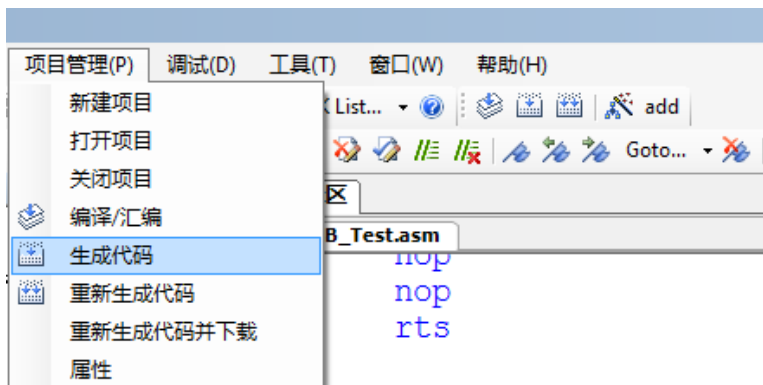 项目管理(P) 调试(D) 工具(T) 窗口(W) 帮助(H)
新建项目
List... add
打开项目
Goto...
关闭项目
区
编译/汇编
B_Test.asm
生成代码
nop
重新生成代码
nop
重新生成代码并下载
rts
属性